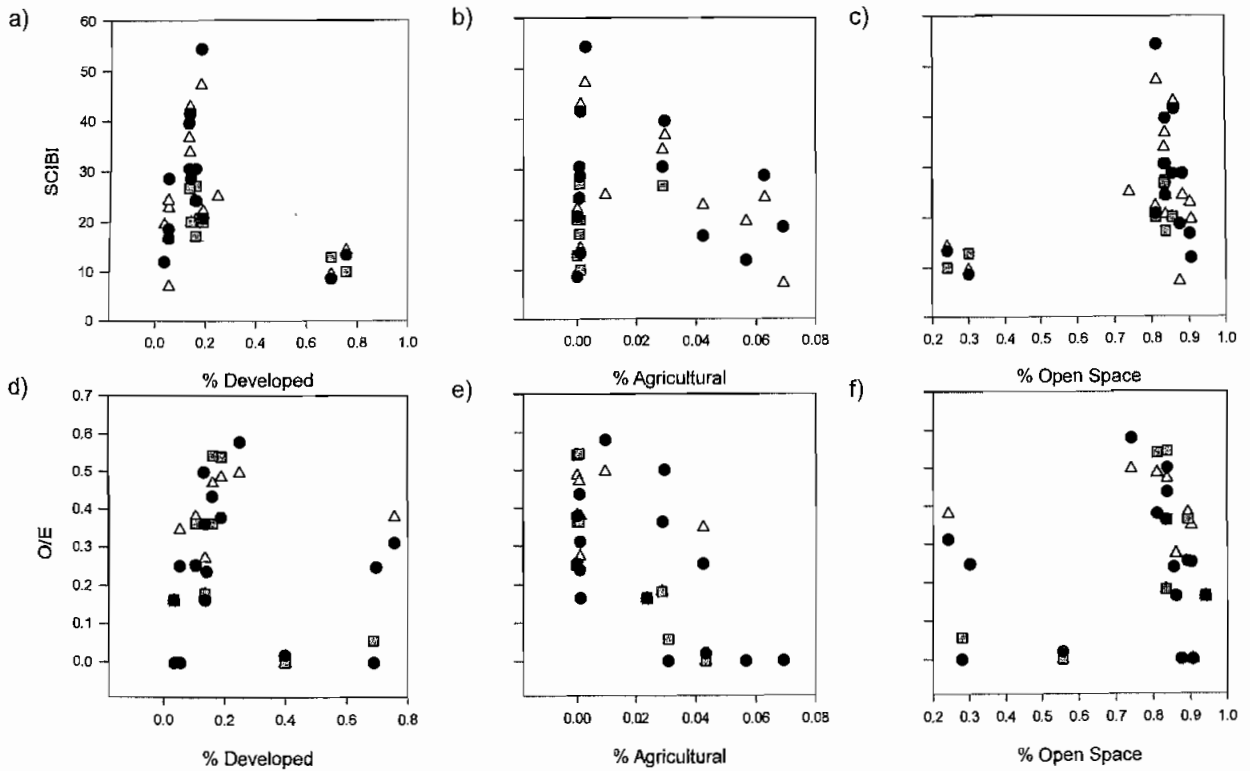 a)
b)
c)
60
50
40
30
20
10
0
SCIBI
0.0 0.2 0.4 0.6 0.8 1.0
0.00 0.02 0.04 0.06 0.08
0.2 0.3 0.4 0.5 0.6 0.7 0.8 0.9 1.0
% Developed
% Agricultural
% Open Space
d)
e)
f)
0.7
0.6
0.5
0.4
0.3
0.2
0.1
0.0
O/E
0.0 0.2 0.4 0.6 0.8
0.00 0.02 0.04 0.06 0.08
0.2 0.3 0.4 0.5 0.6 0.7 0.8 0.9 1.0
% Developed
% Agricultural
% Open Space